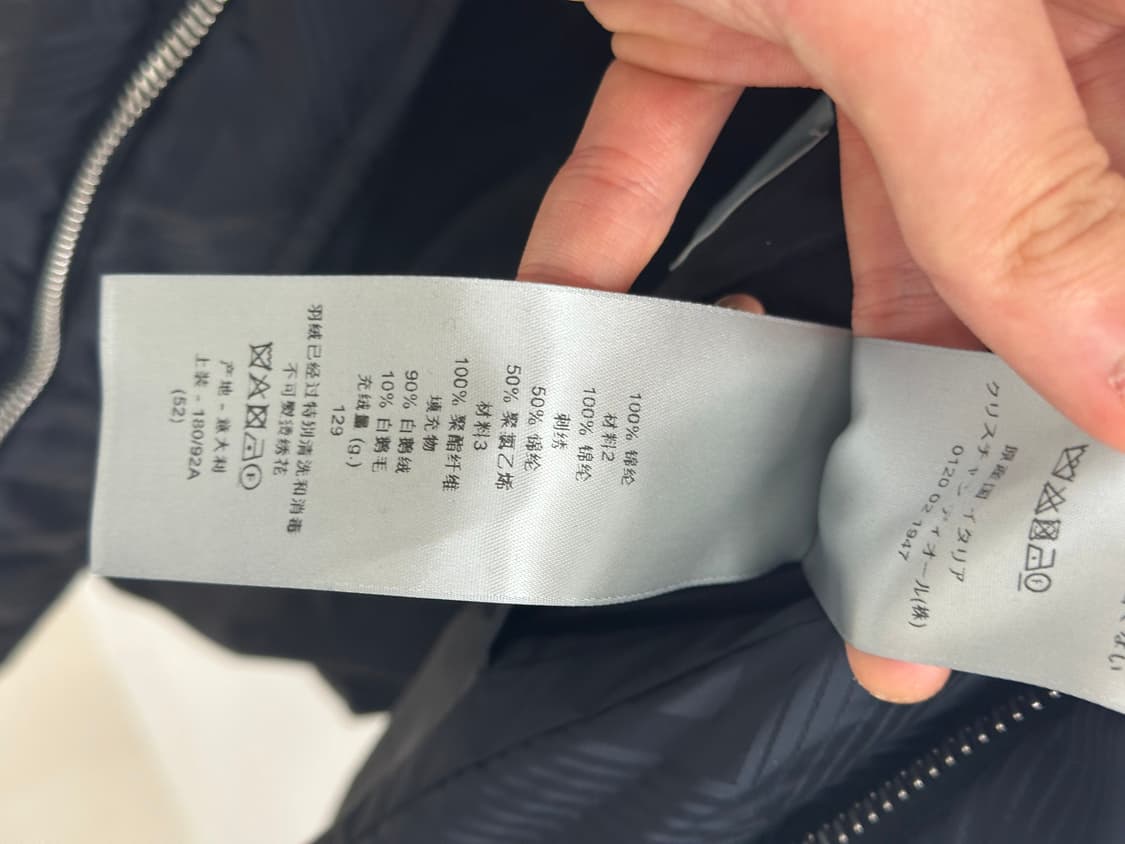 100% 锦纶
材料2
100% 锦纶
刺绣
50% 锦纶
50% 聚氯乙烯
材料3
100% 聚酯纤维
填充物
90% 白鹅绒
10% 白鹅毛
充绒量 (g.)
129
羽绒已经过特别清洗和消毒
不可熨烫绣花
产地 - 意大利
上装 - 180/92A
(52)
原産国 イタリア
クリスチャン ディオール(株)
0120 02 1947